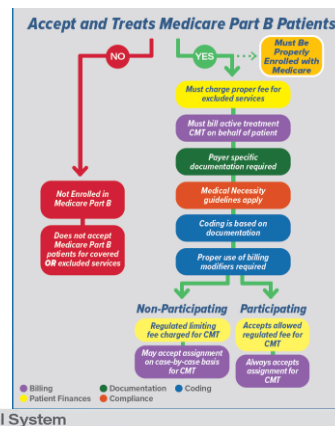 Accept and Treats Medicare Part B Patients
NO
YES
Must Be
Properly
Enrolled with
Medicare
Must charge proper fee for
excluded services
Must bill active treatment
CMT on behalf of patient
Payer specific
documentation required
Not Enrolled in
Medicare Part B
Medical Necessity
guidelines apply
Does not accept
Medicare Part B
patients for covered
OR excluded services
Coding is based on
documentation
Proper use of billing
modifiers required
Non-Participating
Participating
Regulated limiting
fee charged for CMT
Accepts allowed
regulated fee for
CMT
May accept assignment
on case-by-case basis
for CMT
Always accepts
assignment for
CMT
Billing
Documentation
Coding
Patient Finances
Compliance
l System